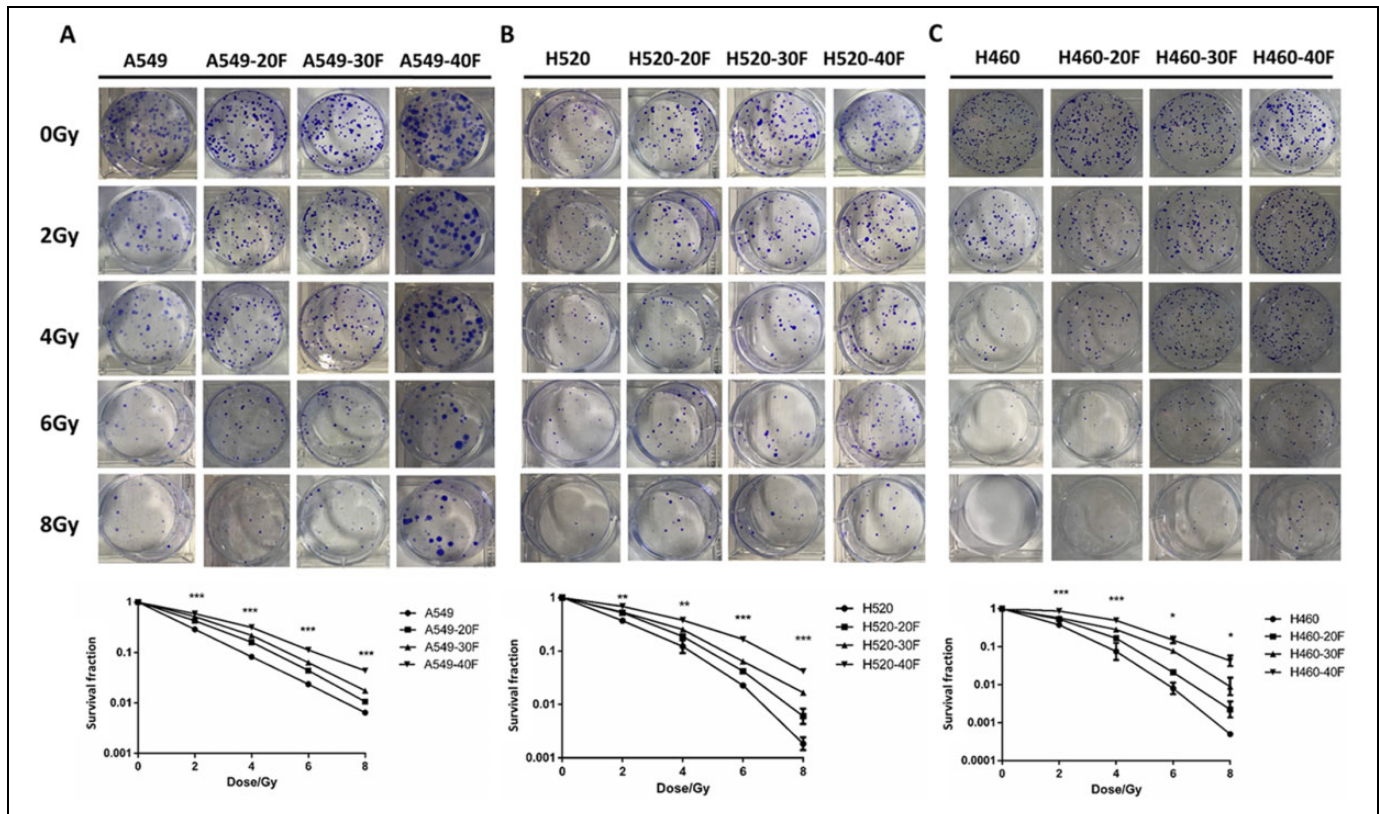 A
B
C
A549 A549-20F A549-30F A549-40F
H520 H520-20F H520-30F H520-40F
H460 H460-20F H460-30F H460-40F
0Gy
2Gy
4Gy
6Gy
8Gy
Survival fraction
1
0.1
0.01
0.001
*** *** *** ***
0 2 4 6 8
Dose/Gy
A549
A549-20F
A549-30F
A549-40F
Survival fraction
1
0.1
0.01
0.001
** ** *** ***
0 2 4 6 8
Dose/Gy
H520
H520-20F
H520-30F
H520-40F
Survival fraction
1
0.1
0.01
0.001
0.0001
*** *** * *
0 2 4 6 8
Dose/Gy
H460
H460-20F
H460-30F
H460-40F